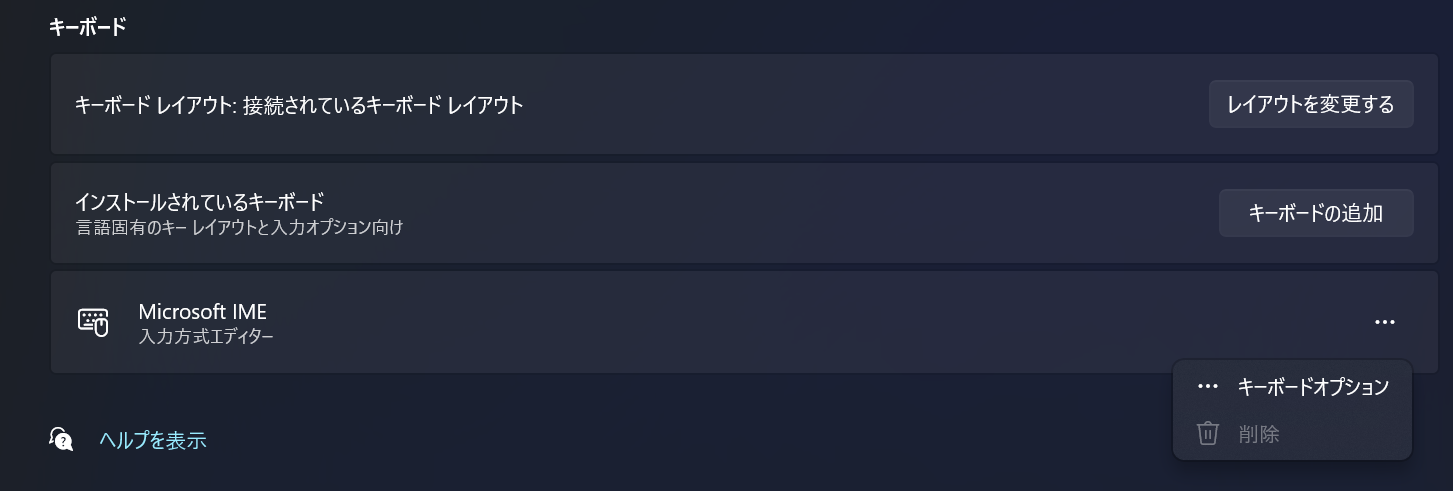 キーボード
キーボード レイアウト: 接続されているキーボード レイアウト
レイアウトを変更する
インストールされているキーボード
言語固有のキー レイアウトと入力オプション向け
キーボードの追加
Microsoft IME
入力方式エディター
キーボードオプション
削除
ヘルプを表示